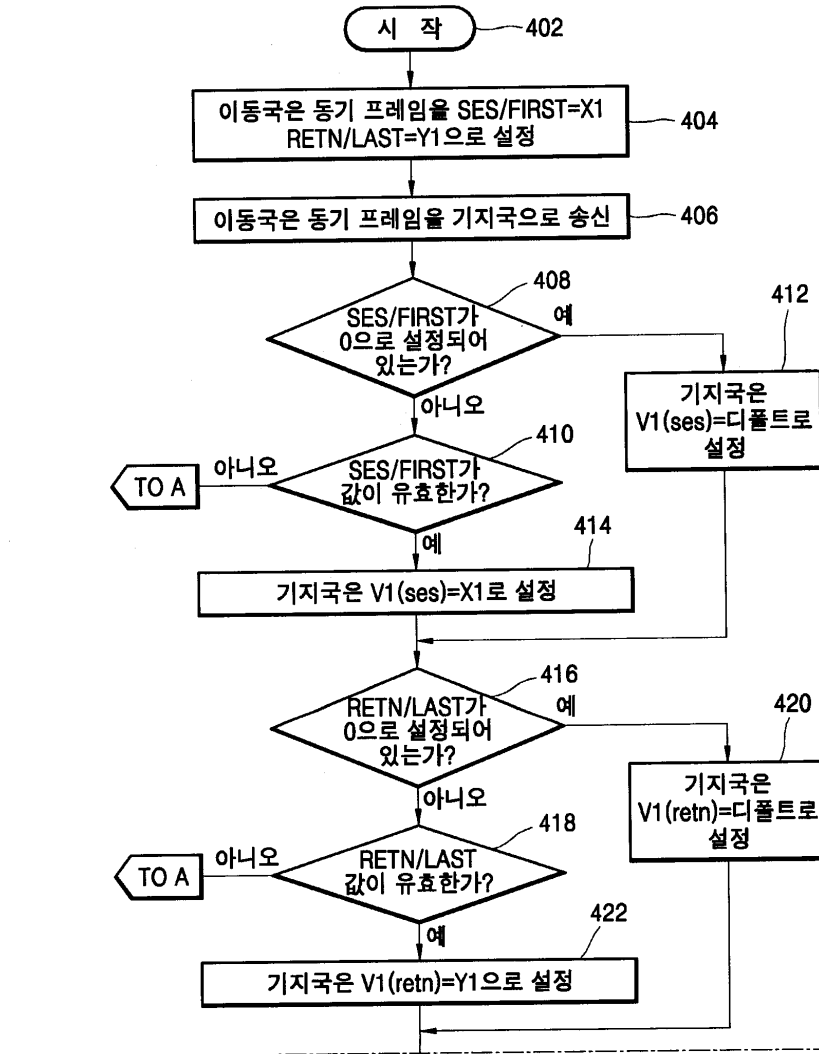 시 작
402
이동국은 동기 프레임을 SES/FIRST=X1
RETN/LAST=Y1으로 설정
404
이동국은 동기 프레임을 기지국으로 송신
406
408
SES/FIRST가
0으로 설정되어
있는가?
예
412
기지국은
V1(ses)=디폴트로
설정
아니오
410
SES/FIRST가
값이 유효한가?
아니오
TO A
예
414
기지국은 V1(ses)=X1로 설정
416
RETN/LAST가
0으로 설정되어
있는가?
예
420
기지국은
V1(retn)=디폴트로
설정
아니오
418
RETN/LAST
값이 유효한가?
아니오
TO A
예
422
기지국은 V1(retn)=Y1으로 설정